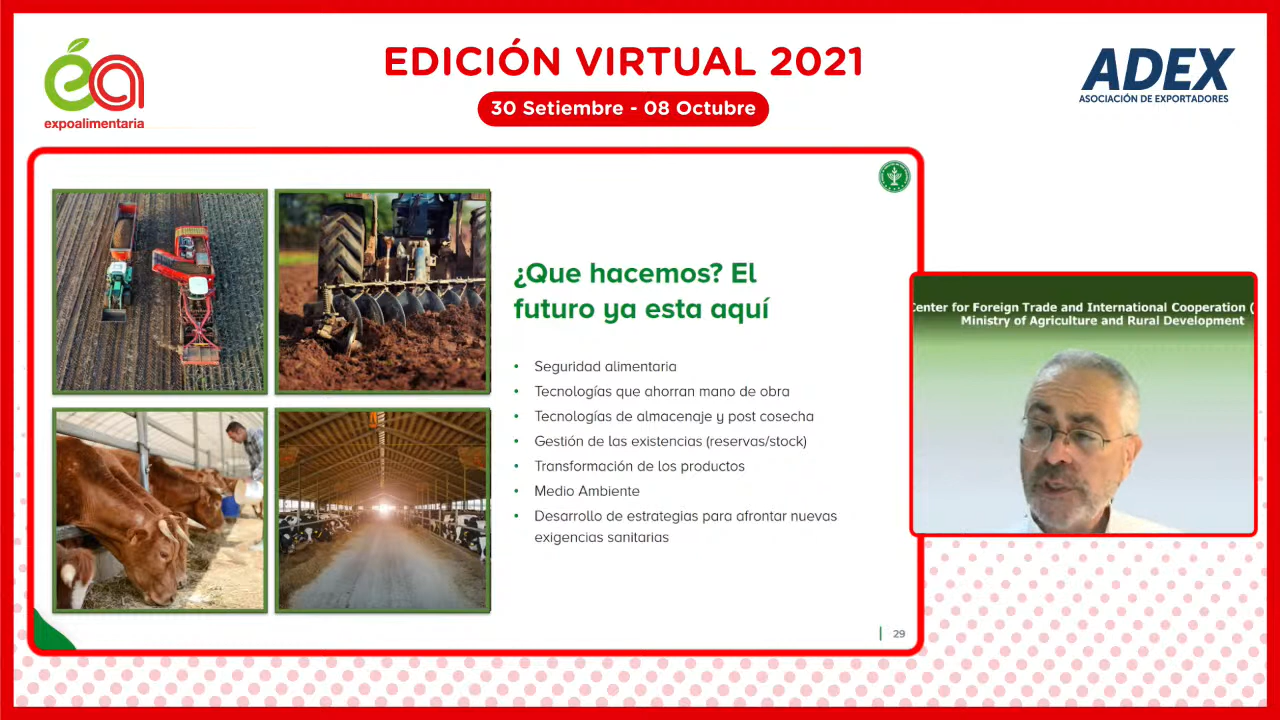 EDICIÓN VIRTUAL 2021
30 Setiembre - 08 Octubre
éa
expoalimentaria
ADEX
ASOCIACIÓN DE EXPORTADORES
¿Que hacemos? El
futuro ya esta aquí
• Seguridad alimentaria
• Tecnologías que ahorran mano de obra
• Tecnologías de almacenaje y post cosecha
• Gestión de las existencias (reservas/stock)
• Transformación de los productos
• Medio Ambiente
• Desarrollo de estrategias para afrontar nuevas
exigencias sanitarias
29
Center for Foreign Trade and International Cooperation (
Ministry of Agriculture and Rural Development